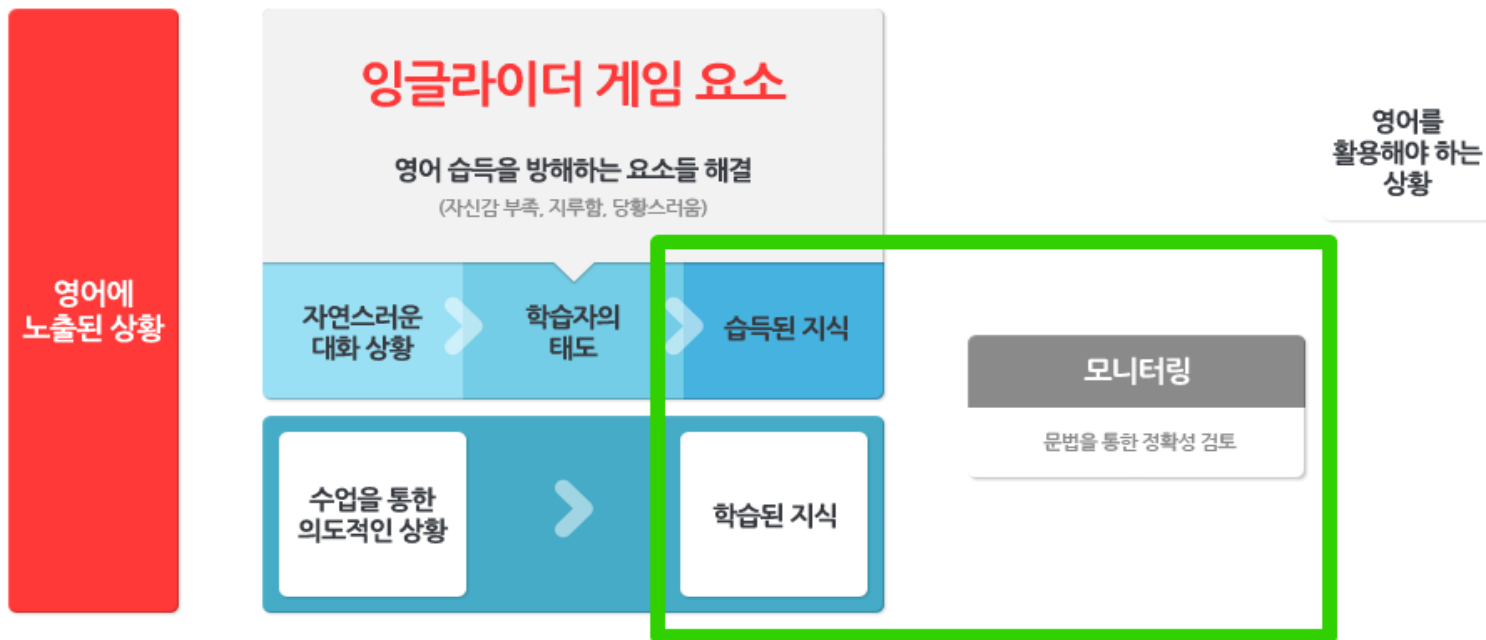 영어에
노출된 상황
잉글라이더 게임 요소
영어 습득을 방해하는 요소들 해결
(자신감 부족, 지루함, 당황스러움)
자연스러운
대화 상황
학습자의
태도
습득된 지식
수업을 통한
의도적인 상황
학습된 지식
모니터링
문법을 통한 정확성 검토
영어를
활용해야 하는
상황